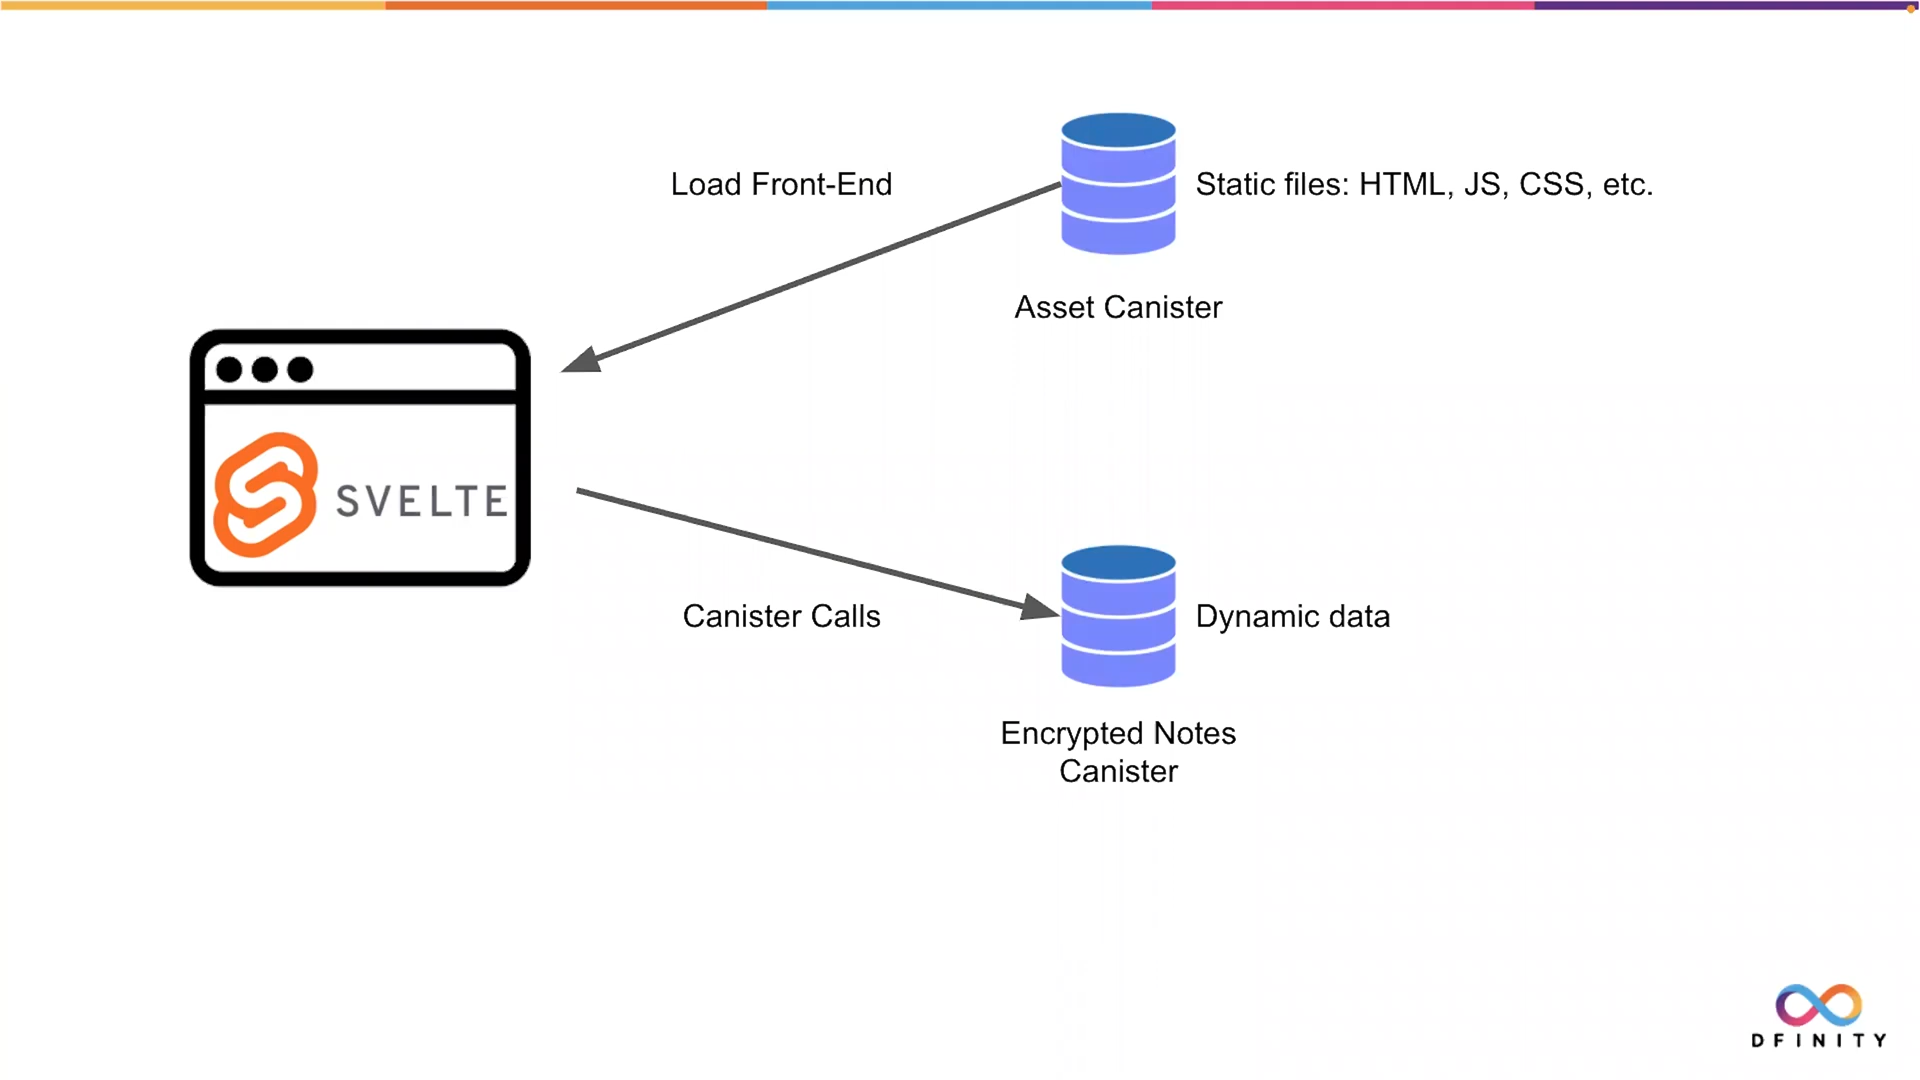 Load Front-End
Static files: HTML, JS, CSS, etc.
Asset Canister
SVELTE
Canister Calls
Dynamic data
Encrypted Notes
Canister
DFINITY